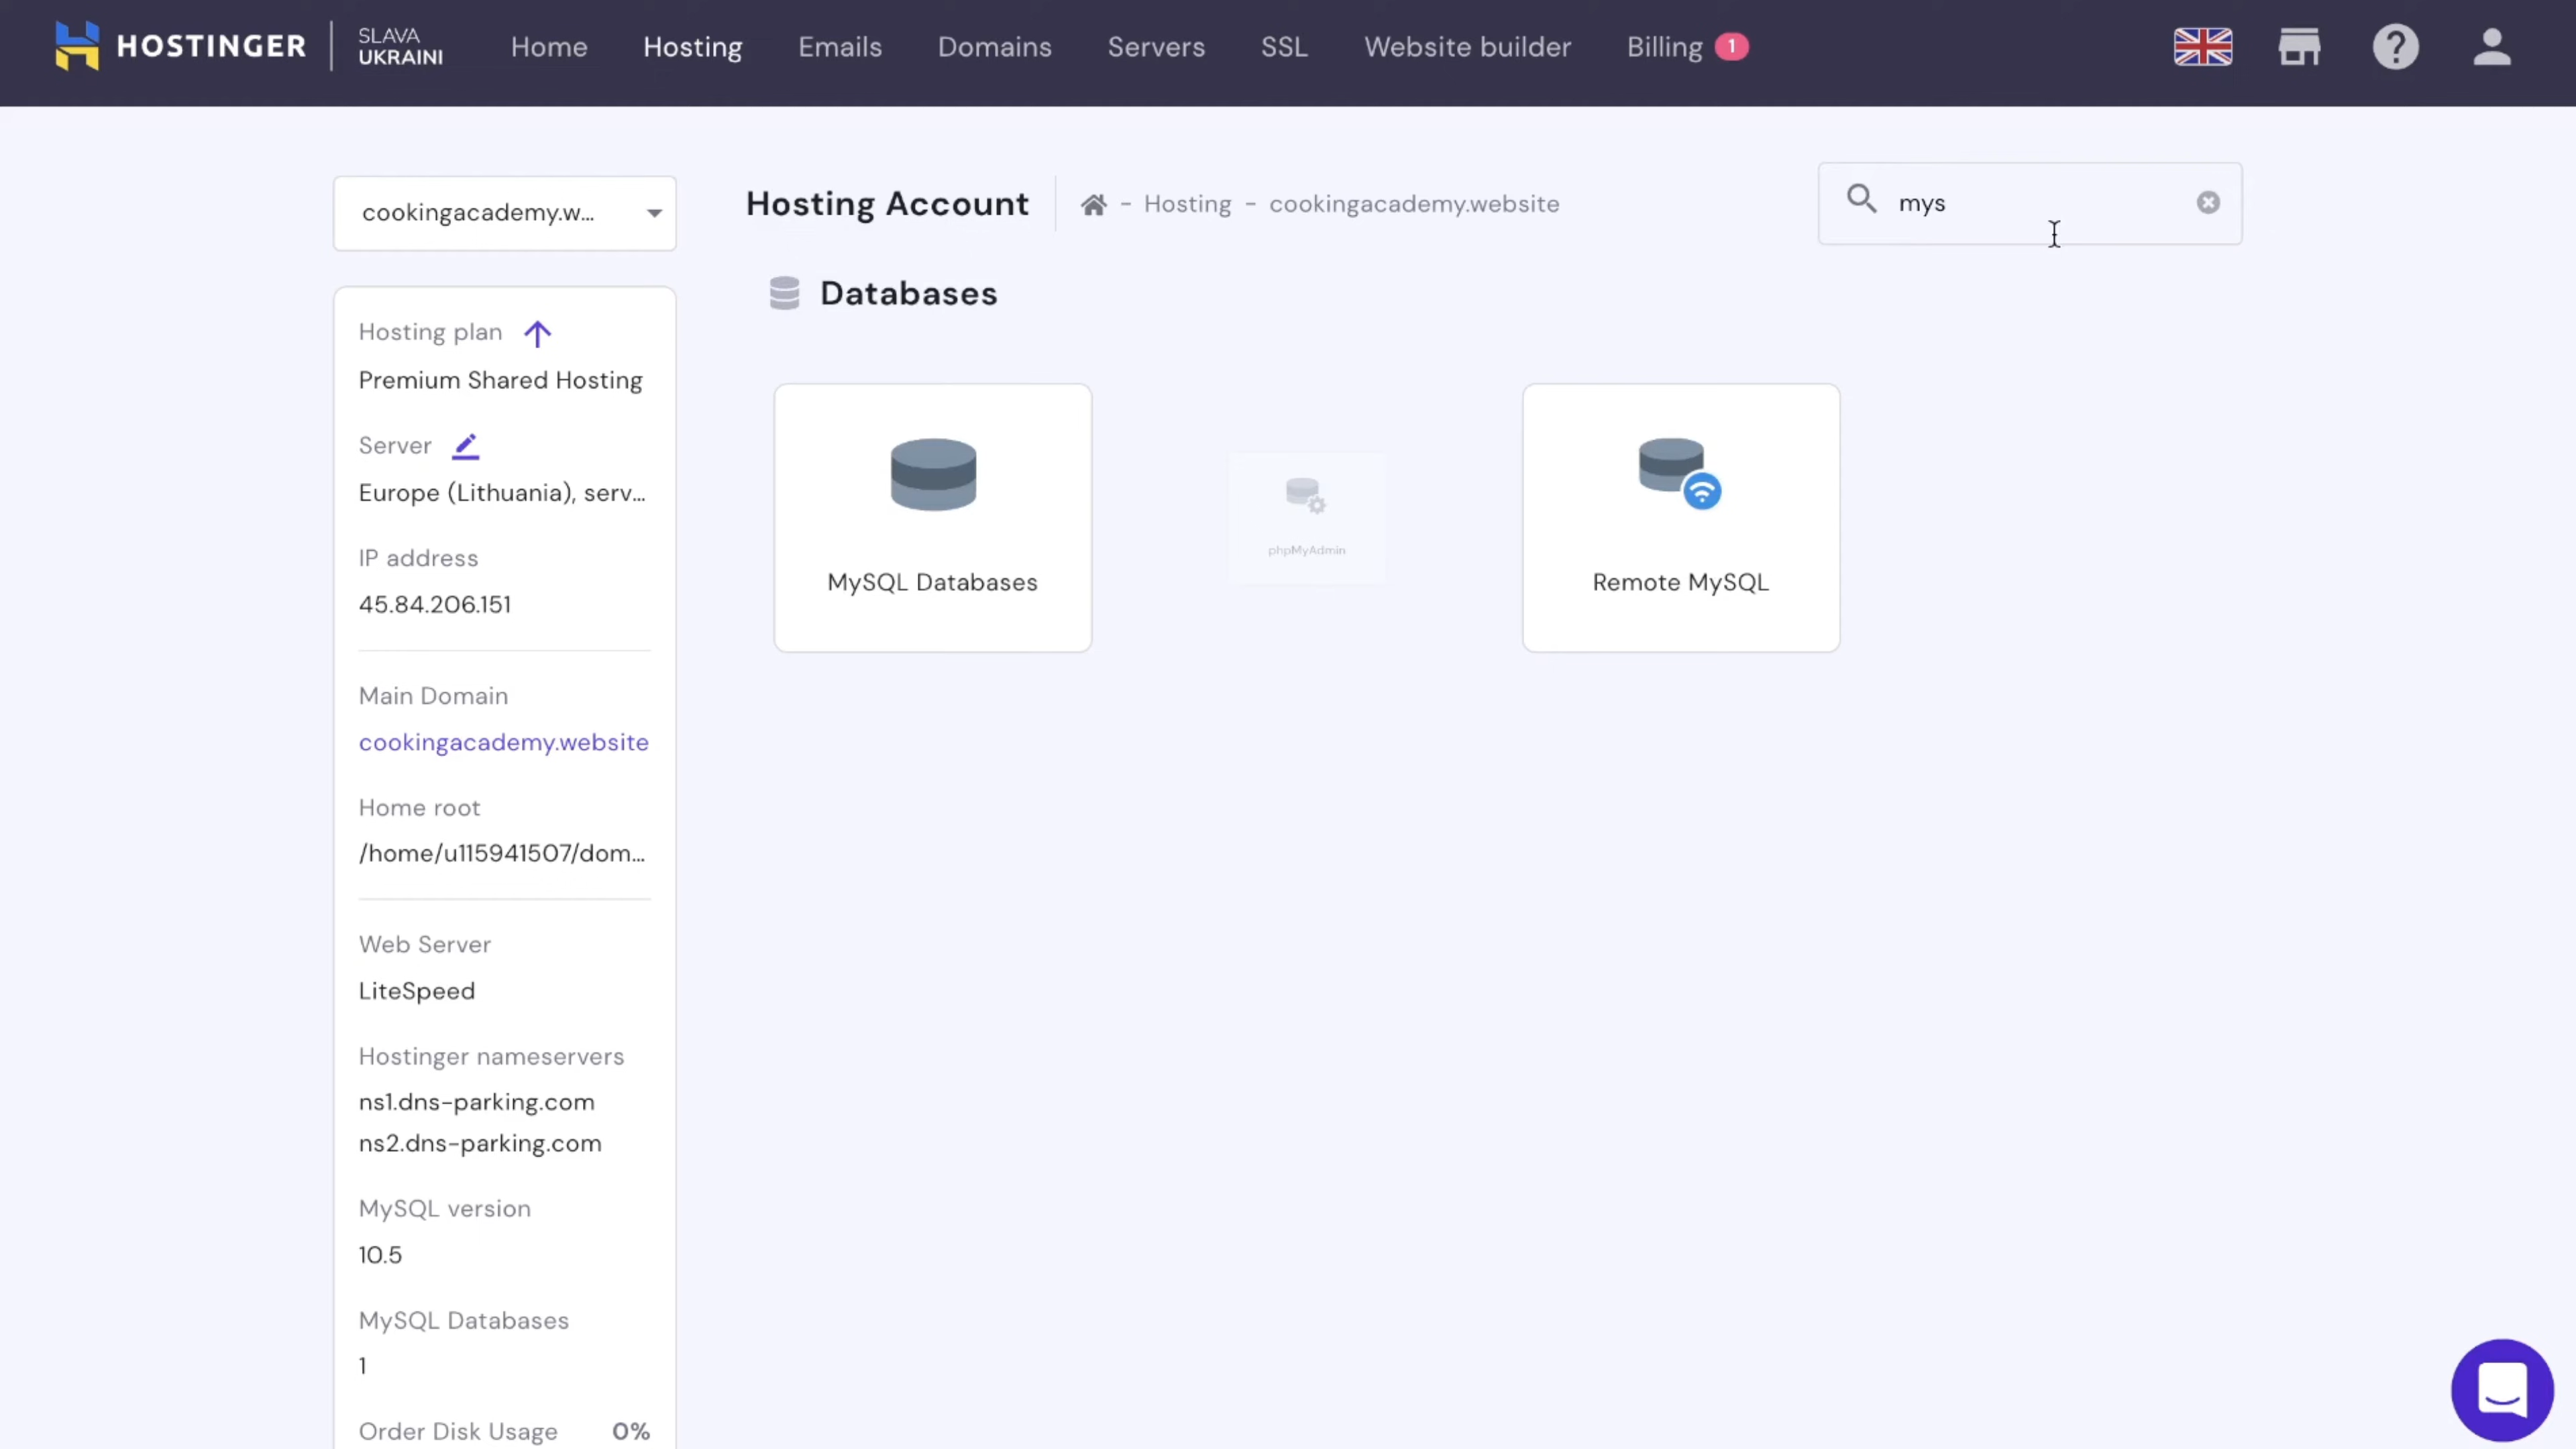 HOSTINGER
SLAVA
UKRAINI
Home
Hosting
Emails
Domains
Servers
SSL
Website builder
Billing 1
cookingacademy.w...
Hosting Account
- Hosting - cookingacademy.website
mys
Databases
MySQL Databases
phpMyAdmin
Remote MySQL
Hosting plan
Premium Shared Hosting
Server
Europe (Lithuania), serv...
IP address
45.84.206.151
Main Domain
cookingacademy.website
Home root
/home/u115941507/dom...
Web Server
LiteSpeed
Hostinger nameservers
ns1.dns-parking.com
ns2.dns-parking.com
MySQL version
10.5
MySQL Databases
1
Order Disk Usage 0%